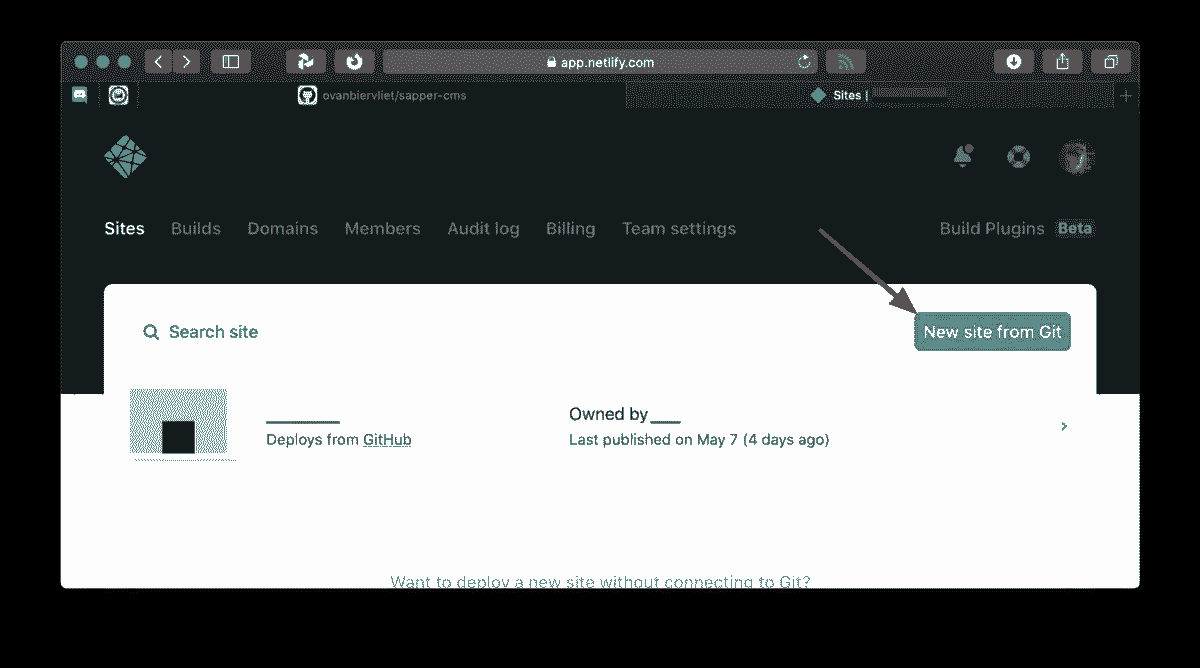 app.netlify.com
ovanbiervliet/sapper-cms
Sites |
Sites Builds Domains Members Audit log Billing Team settings Build Plugins Beta
Search site
New site from Git
Owned by
Deploys from GitHub
Last published on May 7 (4 days ago)
Want to deploy a new site without connecting to Git?